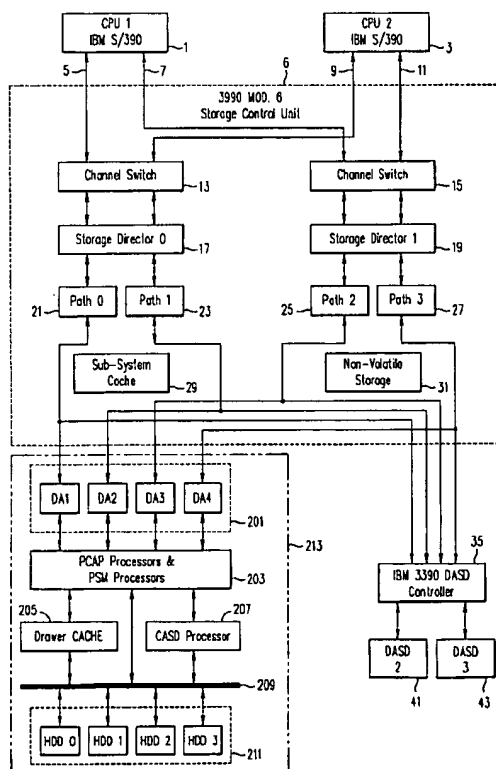 CPU 1
IBM S/390
1
CPU 2
IBM S/390
3
5
7
6
9
11
3990 MOD. 6
Storage Control Unit
Channel Switch
13
Channel Switch
15
Storage Director 0
17
Storage Director 1
19
21
Path 0
Path 1
23
25
Path 2
Path 3
27
Sub-System
Cache
29
Non-Volatile
Storage
31
DA1
DA2
DA3
DA4
201
213
PCAP Processors &
PSM Processors
203
35
IBM 3390 DASD
Controller
205
Drawer CACHE
207
CASD Processor
DASD
2
41
DASD
3
43
209
HDD 0
HDD 1
HDD 2
HDD 3
211